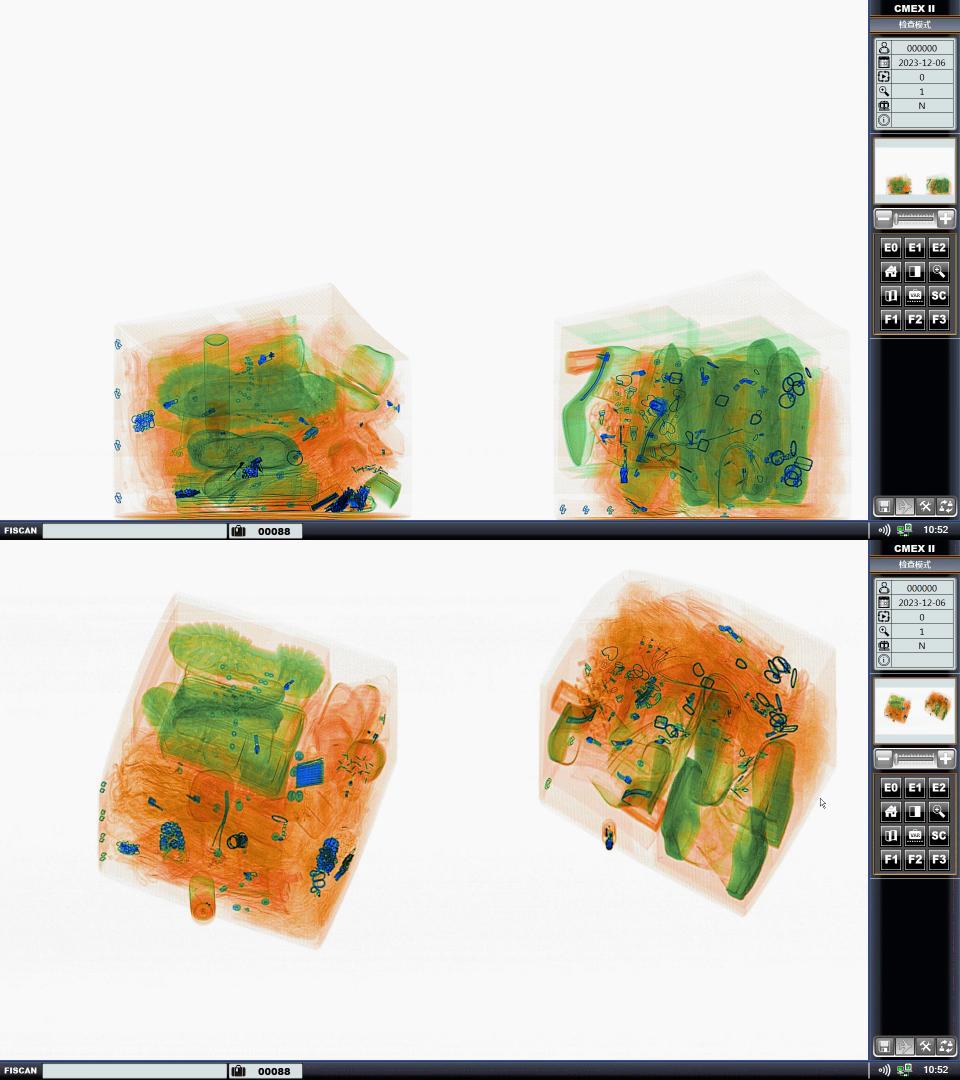 CMEX II
检查模式
000000
2023-12-06
0
1
N
E0 E1 E2
VAR SC
F1 F2 F3
FISCAN 00088 10:52
CMEX II
检查模式
000000
2023-12-06
0
1
N
E0 E1 E2
VAR SC
F1 F2 F3
FISCAN 00088 10:52